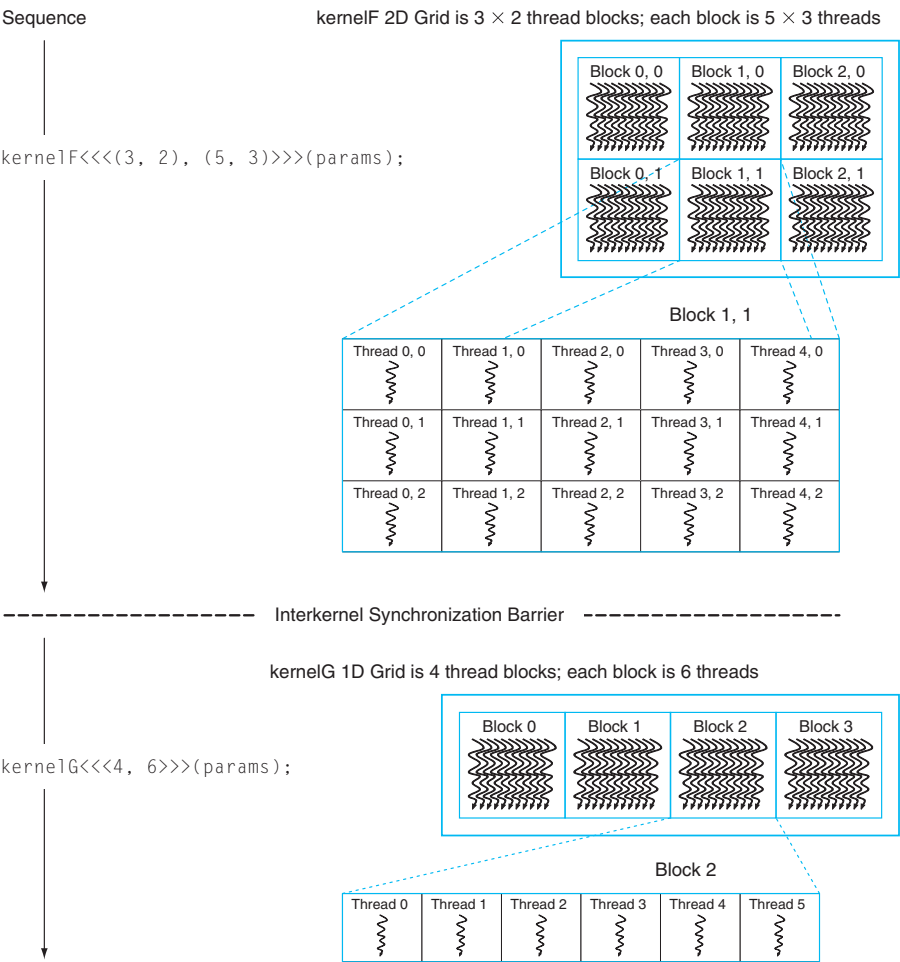 Sequence
kernelF 2D Grid is 3 × 2 thread blocks; each block is 5 × 3 threads
Block 0, 0 Block 1, 0 Block 2, 0
kernelF<<<(3, 2), (5, 3)>>>(params);
Block 0, 1 Block 1, 1 Block 2, 1
Block 1, 1
Thread 0, 0 Thread 1, 0 Thread 2, 0 Thread 3, 0 Thread 4, 0
Thread 0, 1 Thread 1, 1 Thread 2, 1 Thread 3, 1 Thread 4, 1
Thread 0, 2 Thread 1, 2 Thread 2, 2 Thread 3, 2 Thread 4, 2
Interkernel Synchronization Barrier
kernelG 1D Grid is 4 thread blocks; each block is 6 threads
Block 0 Block 1 Block 2 Block 3
kernelG<<<4, 6>>>(params);
Block 2
Thread 0 Thread 1 Thread 2 Thread 3 Thread 4 Thread 5